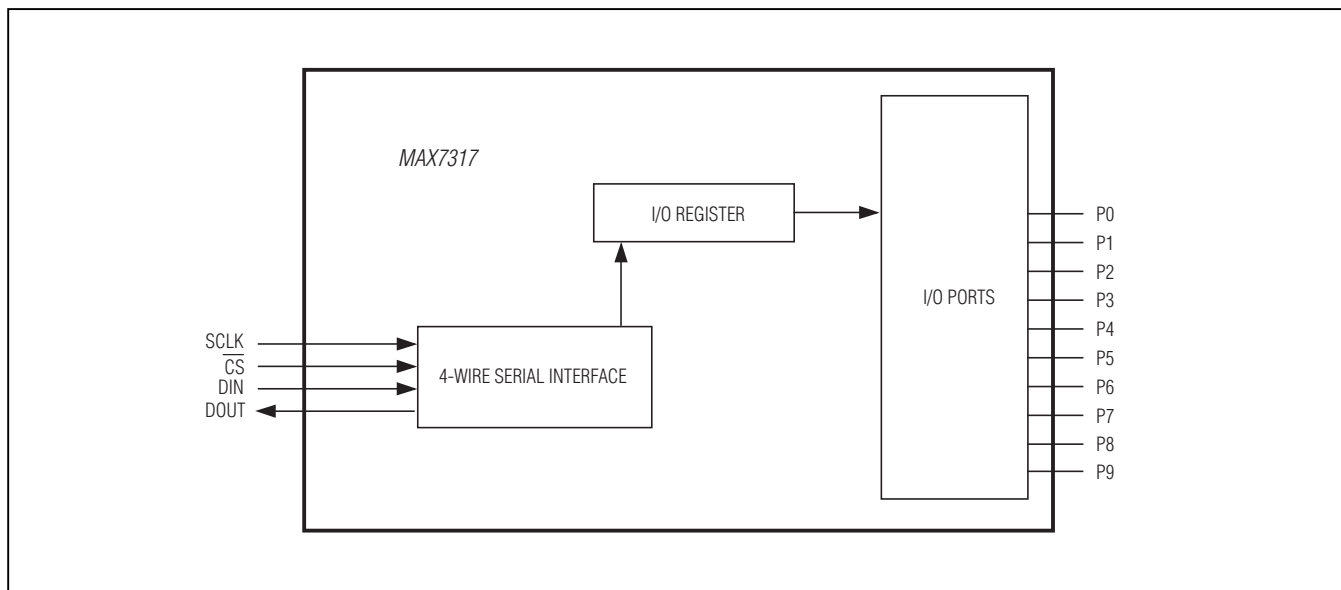 MAX7317
I/O REGISTER
I/O PORTS
4-WIRE SERIAL INTERFACE
SCLK
C̅S̅
DIN
DOUT
P0
P1
P2
P3
P4
P5
P6
P7
P8
P9